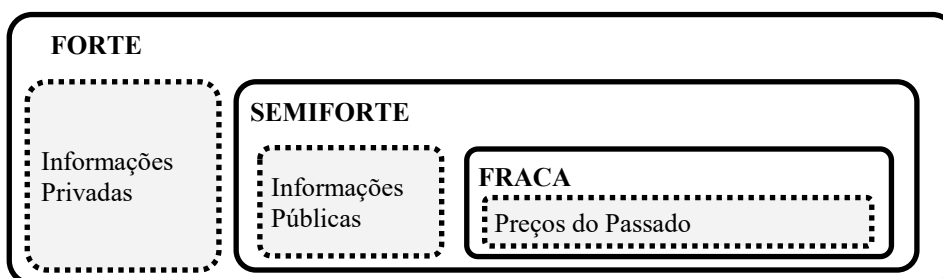 FORTE
SEMIFORTE
Informações
Privadas
Informações
Públicas
FRACA
Preços do Passado